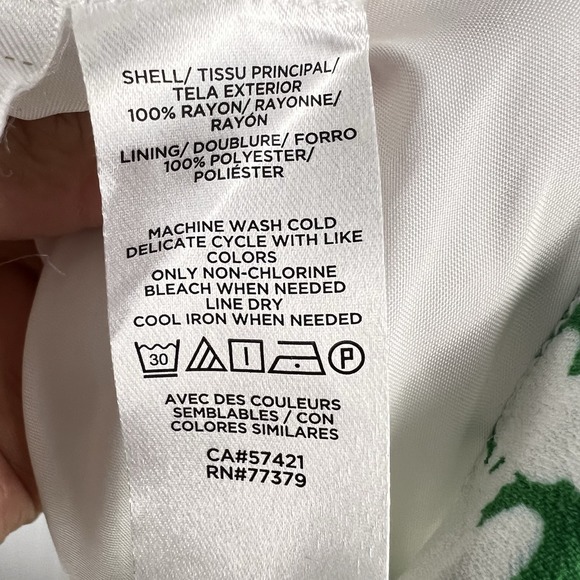 SHELL/ TISSU PRINCIPAL/
TELA EXTERIOR
100% RAYON/ RAYONNE/
RAYÓN
LINING/ DOUBLURE/ FORRO
100% POLYESTER/
POLIÉSTER
MACHINE WASH COLD
DELICATE CYCLE WITH LIKE
COLORS
ONLY NON-CHLORINE
BLEACH WHEN NEEDED
LINE DRY
COOL IRON WHEN NEEDED
30 P
AVEC DES COULEURS
SEMBLABLES / CON
COLORES SIMILARES
CA#57421
RN#77379